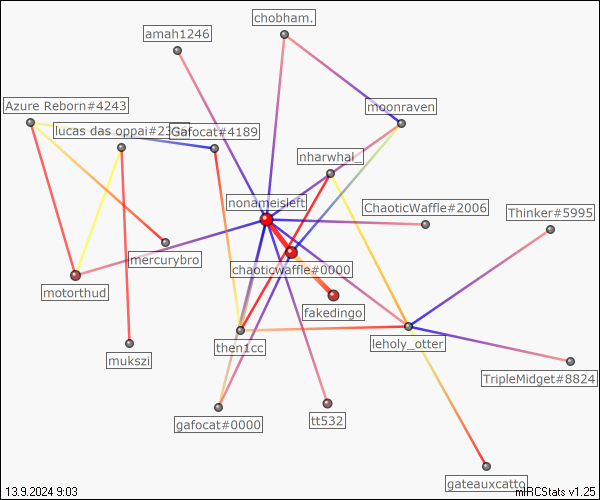 chobham.
amah1246
Azure Reborn#4243
moonraven
lucas das oppai#23
Gafocat#4189
nharwhal_
nonameisleft
ChaoticWaffle#2006
Thinker#5995
mercurybro
chaoticwaffle#0000
motorthud
fakedingo
then1cc
leholy_otter
mukszi
TripleMidget#8824
gafocat#0000
tt532
gateauxcatto
13.9.2024 9:03
mIRCStats v1.25